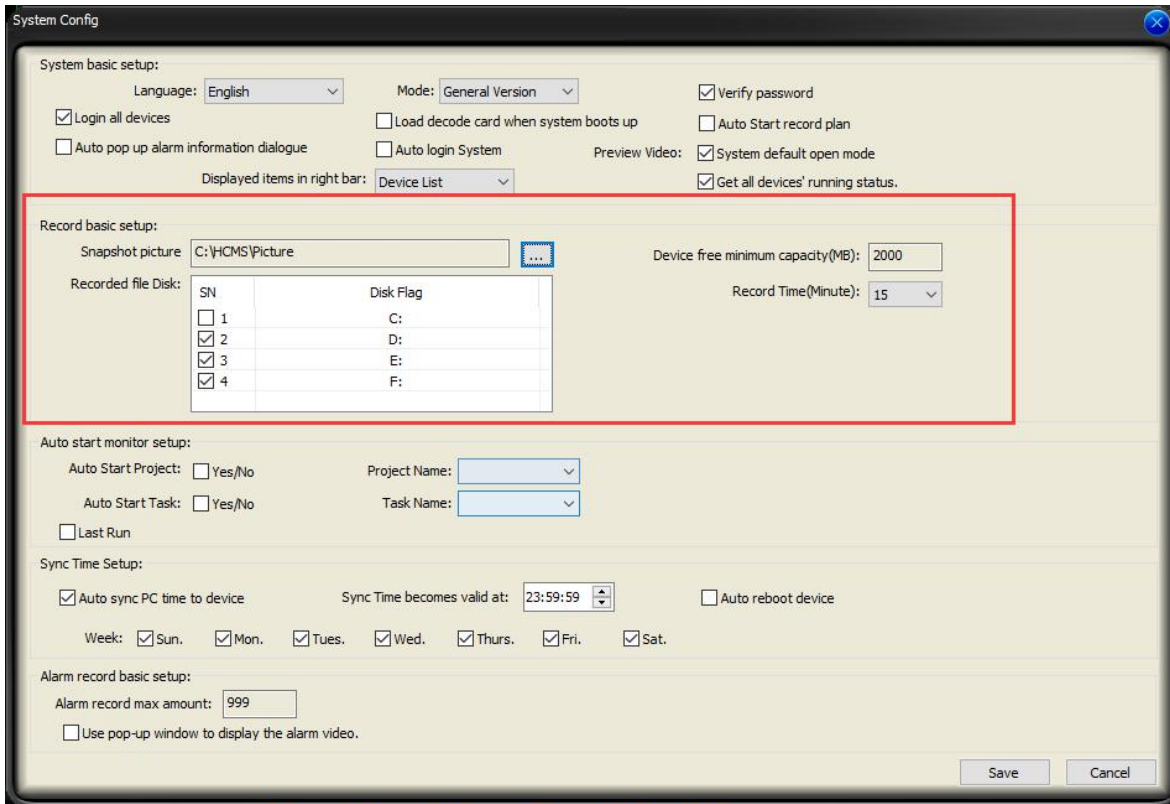 System Config
System basic setup:
Language: English Mode: General Version Verify password
Login all devices Load decode card when system boots up Auto Start record plan
Auto pop up alarm information dialogue Auto login System Preview Video: System default open mode
Displayed items in right bar: Device List Get all devices' running status.
Record basic setup:
Snapshot picture C:\HCMS\Picture ... Device free minimum capacity(MB): 2000
Recorded file Disk: SN Disk Flag Record Time(Minute): 15
1 C:
2 D:
3 E:
4 F:
Auto start monitor setup:
Auto Start Project: Yes/No Project Name:
Auto Start Task: Yes/No Task Name:
Last Run
Sync Time Setup:
Auto sync PC time to device Sync Time becomes valid at: 23:59:59 Auto reboot device
Week: Sun. Mon. Tues. Wed. Thurs. Fri. Sat.
Alarm record basic setup:
Alarm record max amount: 999
Use pop-up window to display the alarm video.
Save Cancel